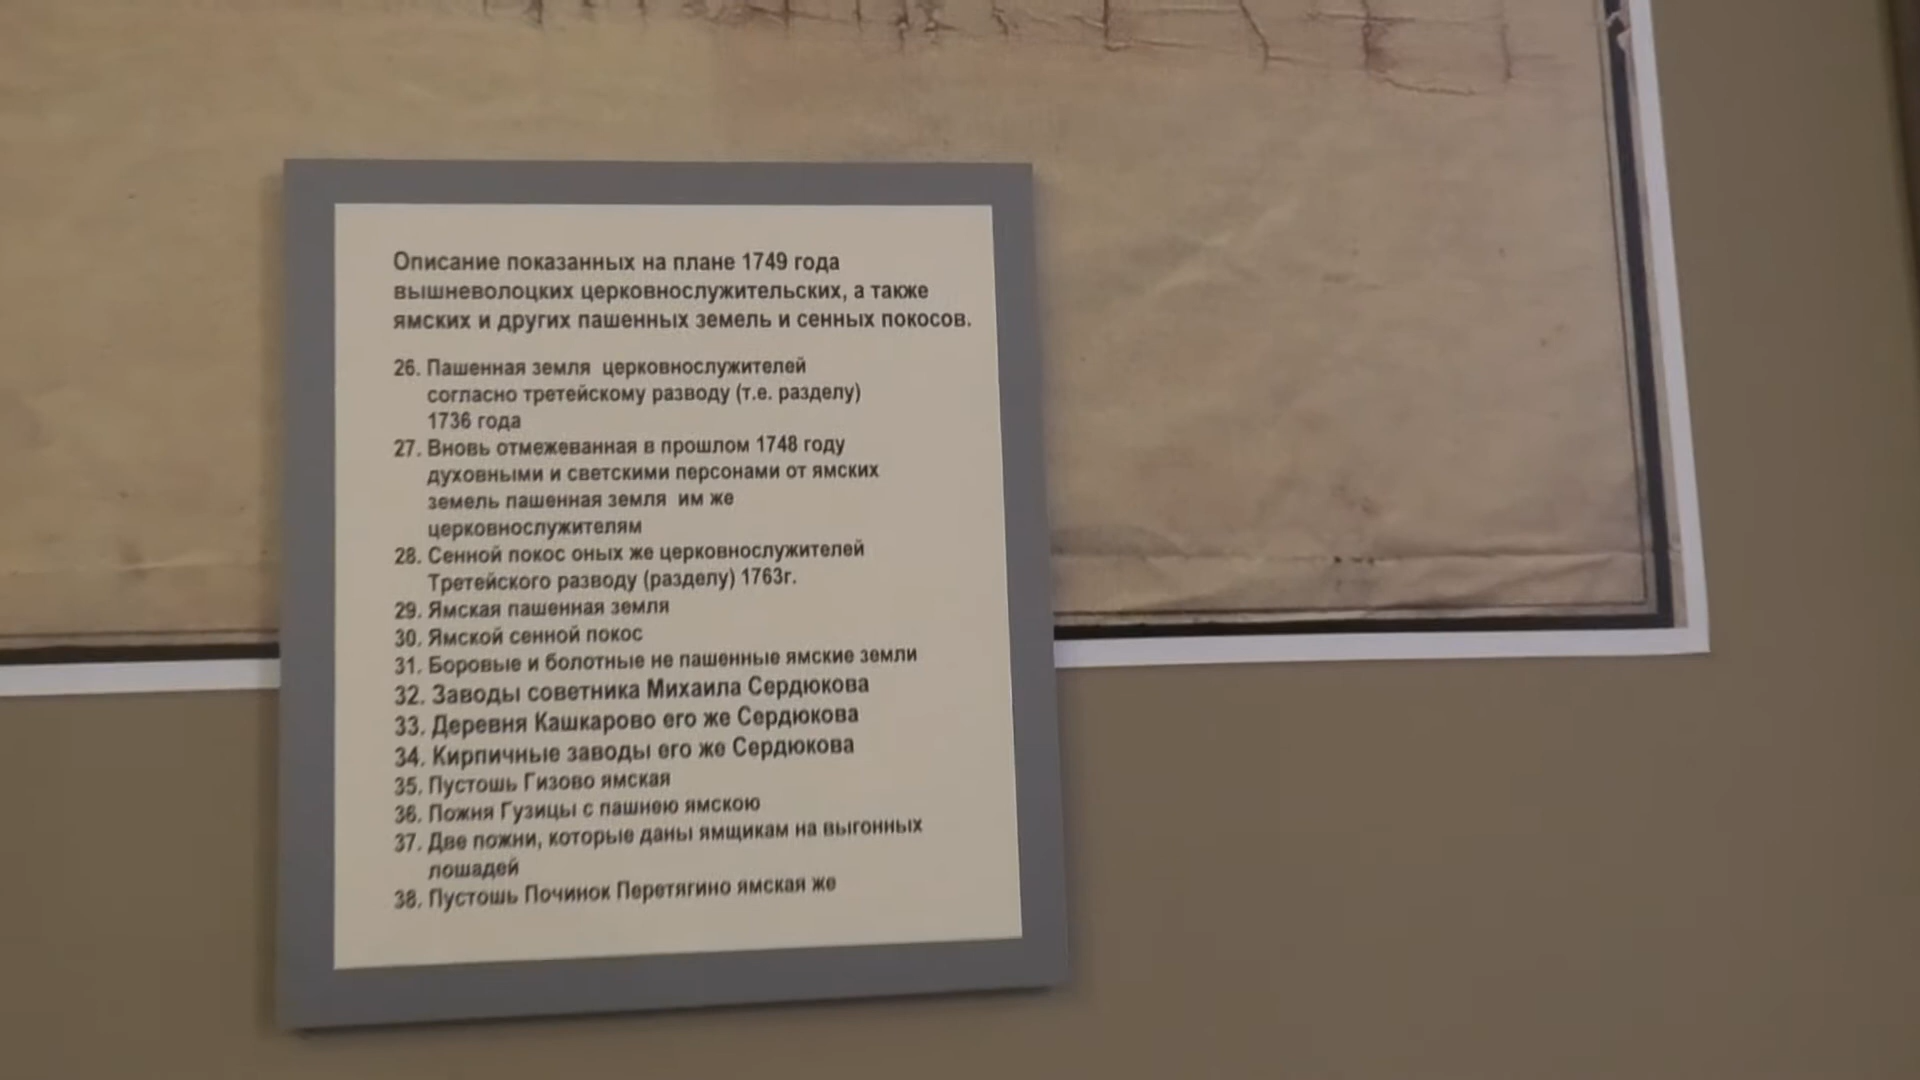 Описание показанных на плане 1749 года
вышневолоцких церковнослужительских, а также
ямских и других пашенных земель и сенных покосов.
26. Пашенная земля церковнослужителей
согласно третейскому разводу (т.е. разделу)
1736 года
27. Вновь отмежеванная в прошлом 1748 году
духовными и светскими персонами от ямских
земель пашенная земля им же
церковнослужителям
28. Сенной покос оных же церковнослужителей
Третейского разводу (разделу) 1763г.
29. Ямская пашенная земля
30. Ямской сенной покос
31. Боровые и болотные не пашенные ямские земли
32. Заводы советника Михаила Сердюкова
33. Деревня Кашкарово его же Сердюкова
34. Кирпичные заводы его же Сердюкова
35. Пустошь Гизово ямская
36. Пожня Гузицы с пашнею ямскою
37. Две пожни, которые даны ямщикам на выгонных
лошадей
38. Пустошь Починок Перетягино ямская же